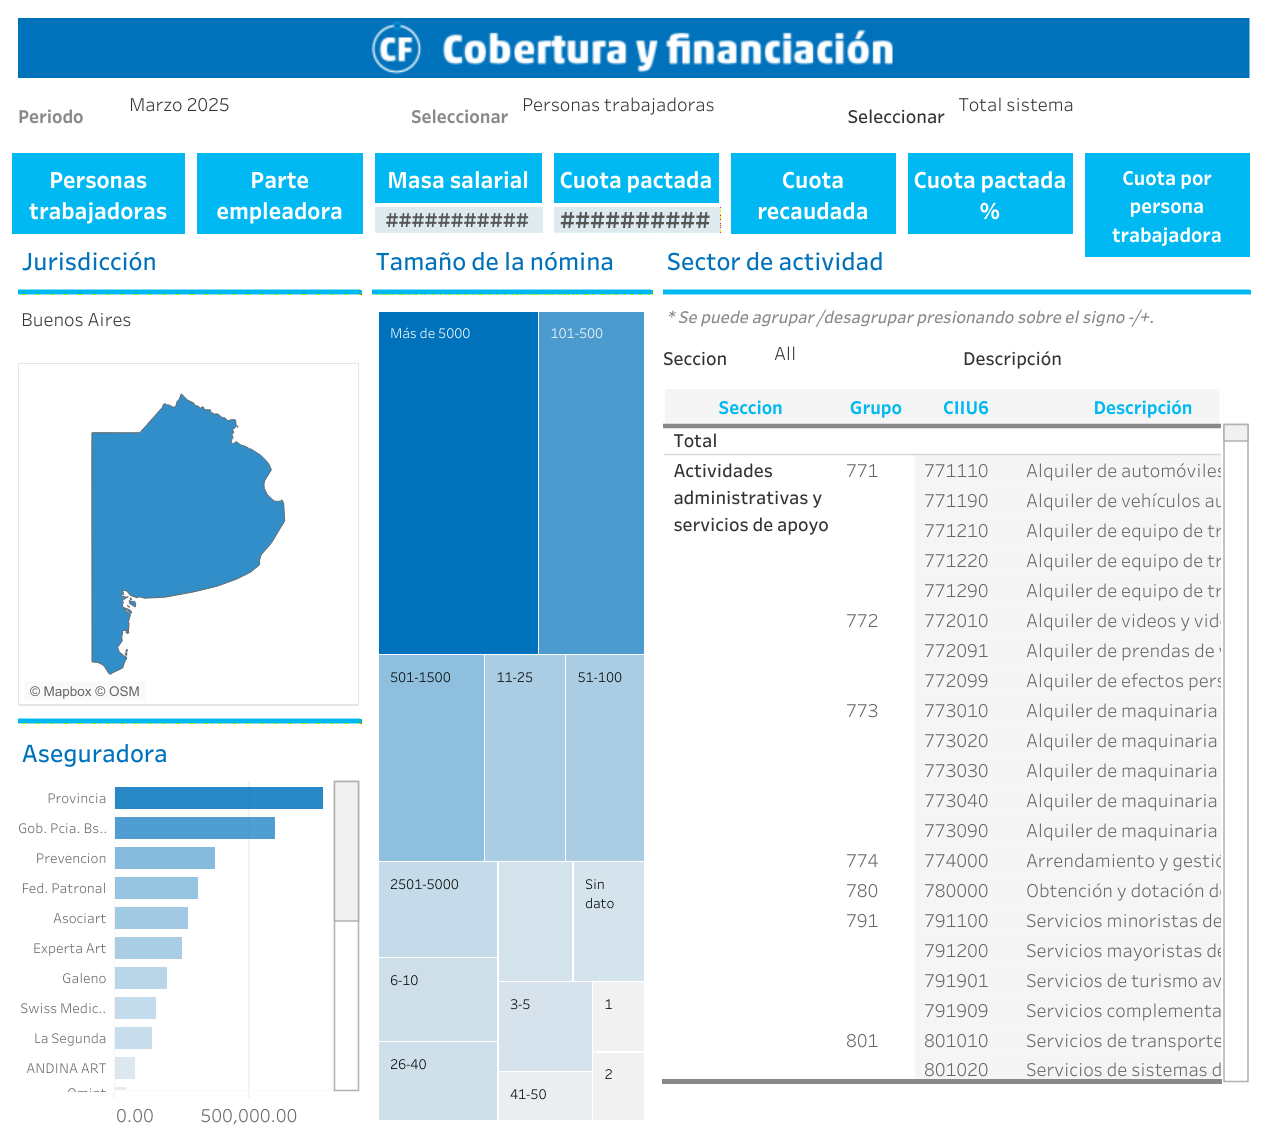 CF Cobertura y financiación
Periodo Marzo 2025 Seleccionar Personas trabajadoras Seleccionar Total sistema
Personas
trabajadoras
Parte
empleadora
Masa salarial
###########
Cuota pactada
##########
Cuota
recaudada
Cuota pactada
%
Cuota por
persona
trabajadora
Jurisdicción
Buenos Aires
© Mapbox © OSM
Aseguradora
Provincia
Gob. Pcia. Bs..
Prevencion
Fed. Patronal
Asociart
Experta Art
Galeno
Swiss Medic..
La Segunda
ANDINA ART
0.00 500,000.00
Tamaño de la nómina
Más de 5000
101-500
501-1500
11-25
51-100
2501-5000
Sin
dato
6-10
3-5
1
26-40
41-50
2
Sector de actividad
* Se puede agrupar /desagrupar presionando sobre el signo -/+.
Seccion All Descripción
Seccion Grupo CIIU6 Descripción
Total
Actividades
administrativas y
servicios de apoyo
771 771110 Alquiler de automóviles
771190 Alquiler de vehículos au
771210 Alquiler de equipo de tr
771220 Alquiler de equipo de tr
771290 Alquiler de equipo de tr
772 772010 Alquiler de videos y vid
772091 Alquiler de prendas de v
772099 Alquiler de efectos pers
773 773010 Alquiler de maquinaria
773020 Alquiler de maquinaria
773030 Alquiler de maquinaria
773040 Alquiler de maquinaria
773090 Alquiler de maquinaria
774 774000 Arrendamiento y gestió
780 780000 Obtención y dotación de
791 791100 Servicios minoristas de
791200 Servicios mayoristas de
791901 Servicios de turismo av
791909 Servicios complementa
801 801010 Servicios de transporte
801020 Servicios de sistemas d